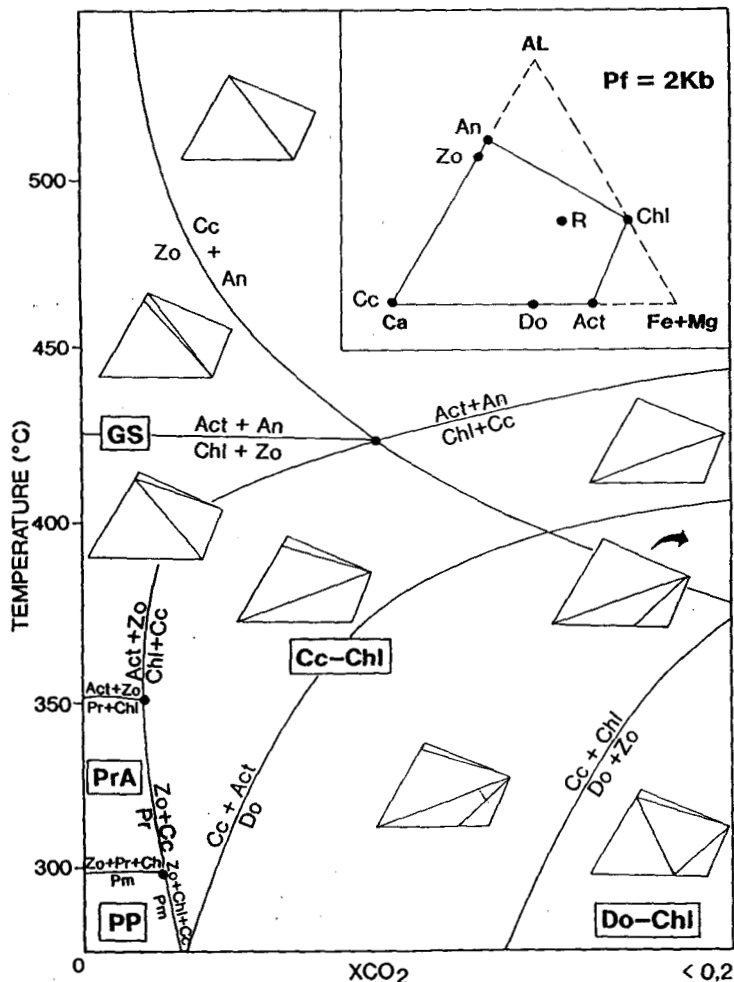 AL
Pf = 2Kb
An
Zo
Chl
R
Cc
Ca
Do
Act
Fe+Mg
500
450
400
350
300
TEMPERATURE (°C)
Cc
Zo +
An
GS
Act + An
Chl + Zo
Act+An
Chl+Cc
Act+Zo
Chl+Cc
Cc-Chl
Act+Zo
Pr+Chl
PrA
Zo+Cc
Pr
Cc + Act
Do
Cc + Chl
Do +Zo
Zo+Pr+Chl
Pm
Zo+Chl+Cc
Pm
PP
Do-Chl
0
XCO2
< 0,2